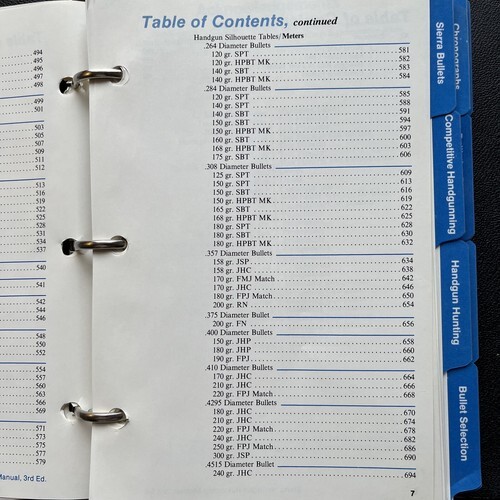 494
495
496
497
498
499
501
503
505
507
509
511
512
513
516
519
522
525
528
531
534
537
540
541
542
544
546
548
550
552
554
557
560
563
566
569
571
573
575
577
579
Manual, 3rd Ed.
Table of Contents, continued
Handgun Silhouette Tables/Meters
.264 Diameter Bullets
120 gr. SPT 581
120 gr. HPBT MK 582
140 gr. SBT 583
140 gr. HPBT MK 584
.284 Diameter Bullets
120 gr. SPT 585
140 gr. SPT 588
140 gr. SBT 591
150 gr. SBT 594
150 gr. HPBT MK 597
160 gr. SBT 600
168 gr. HPBT MK 603
175 gr. SBT 606
.308 Diameter Bullets
125 gr. SPT 609
150 gr. SPT 613
150 gr. SBT 616
150 gr. HPBT MK 619
165 gr. SBT 622
168 gr. HPBT MK 625
180 gr. SPT 628
180 gr. SBT 630
180 gr. HPBT MK 632
.357 Diameter Bullets
158 gr. JSP 634
158 gr. JHC 638
170 gr. FMJ Match 642
170 gr. JHC 646
180 gr. FPJ Match 650
200 gr. RN 654
.375 Diameter Bullet
200 gr. FN 656
.400 Diameter Bullets
150 gr. JHP 658
180 gr. JHP 660
190 gr. FPJ 662
.410 Diameter Bullets
170 gr. JHC 664
210 gr. JHC 666
220 gr. FPJ Match 668
.4295 Diameter Bullets
180 gr. JHC 670
210 gr. JHC 674
220 gr. FPJ Match 678
240 gr. JHC 682
250 gr. FPJ Match 686
300 gr. JSP 690
.4515 Diameter Bullet
240 gr. JHC 694
7
Chronographs
Sierra Bullets
Competitive Handgunning
Handgun Hunting
Bullet Selection